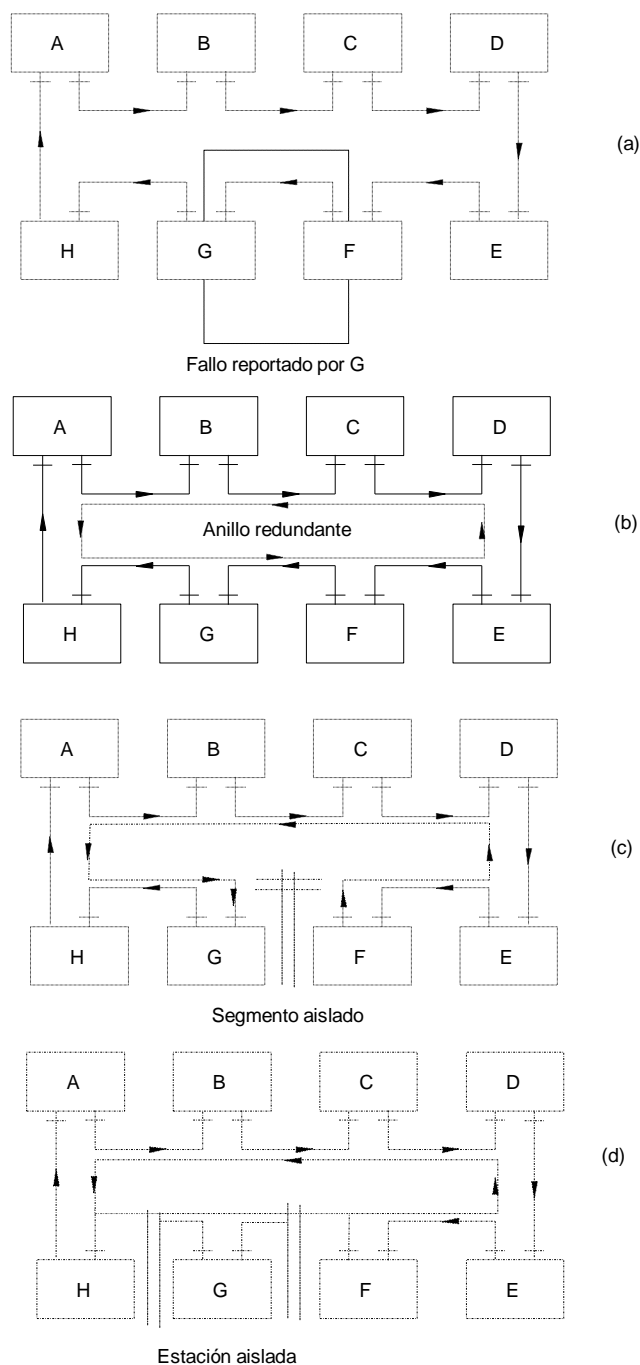 A B C D
(a)
H G F E
Fallo reportado por G
A B C D
Anillo redundante
(b)
H G F E
A B C D
(c)
H G F E
Segmento aislado
A B C D
(d)
H G F E
Estación aislada